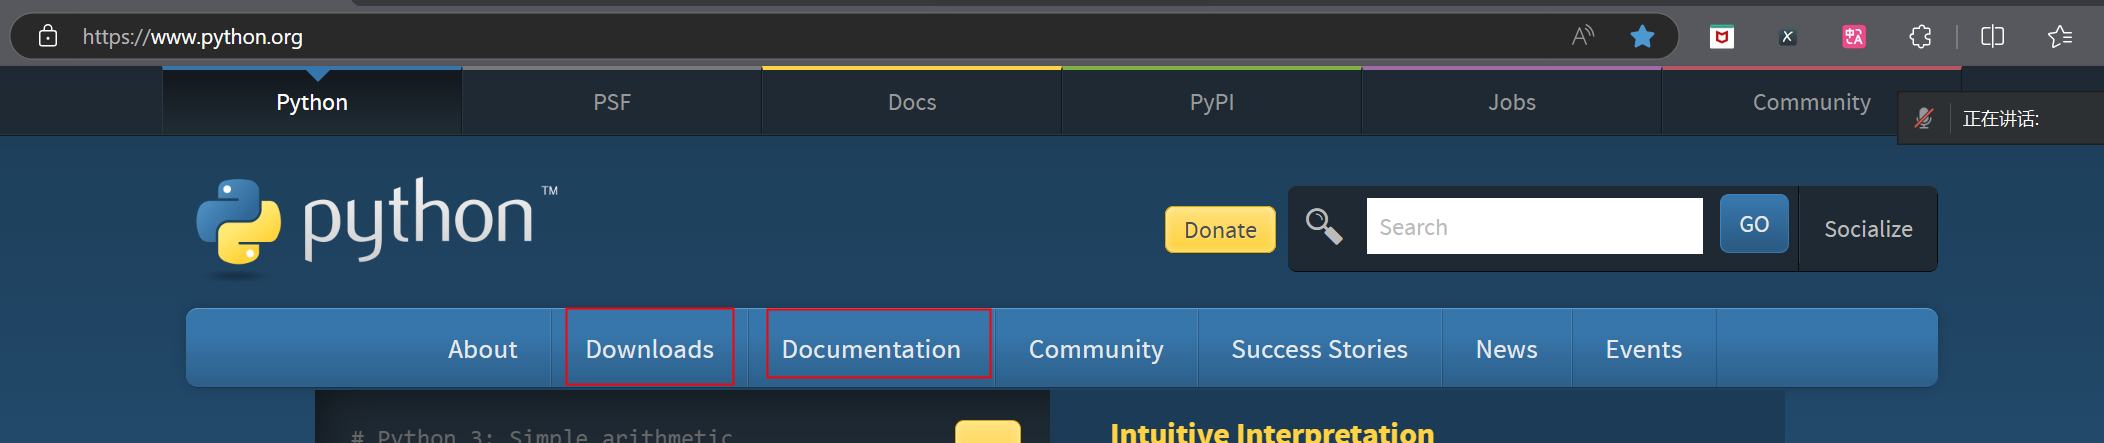 https://www.python.org
Python
PSF
Docs
PyPI
Jobs
Community
正在讲话:
python™
Donate
Search
GO
Socialize
About
Downloads
Documentation
Community
Success Stories
News
Events
# Python 3: Simple arithmetic
Intuitive Interpretation